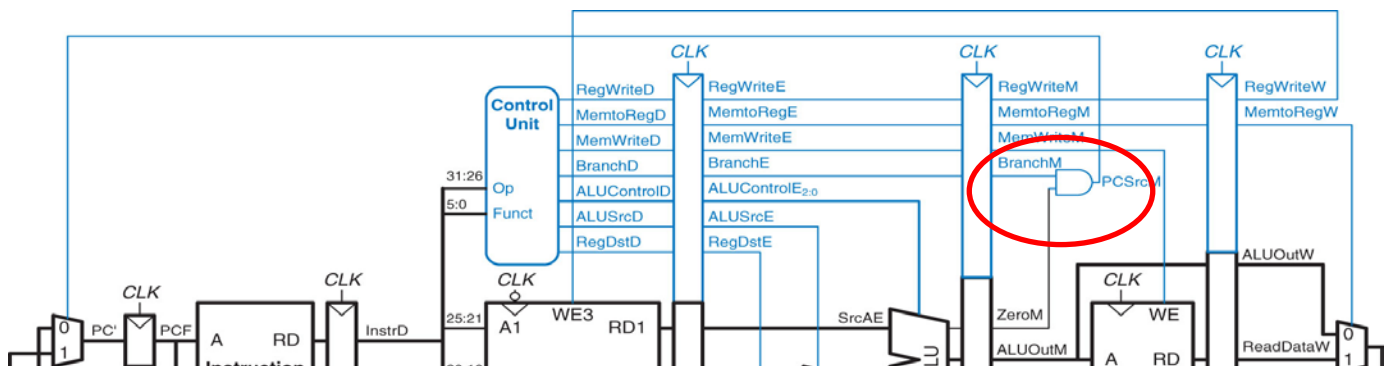 CLK CLK CLK
RegWriteD RegWriteE RegWriteM RegWriteW
Control Unit
MemtoRegD MemtoRegE MemtoRegM MemtoRegW
MemWriteD MemWriteE MemWriteM
BranchD BranchE BranchM
31:26 Op ALUControlD ALUControlE2:0 PCSrcM
5:0 Funct ALUSrcD ALUSrcE
RegDstD RegDstE
ALUOutW
CLK CLK CLK CLK
0 PC' PCF A RD InstrD 25:21 A1 WE3 RD1 SrcAE ZeroM WE 0
1 Instruction ALU ALUOutM A RD ReadDataW 1